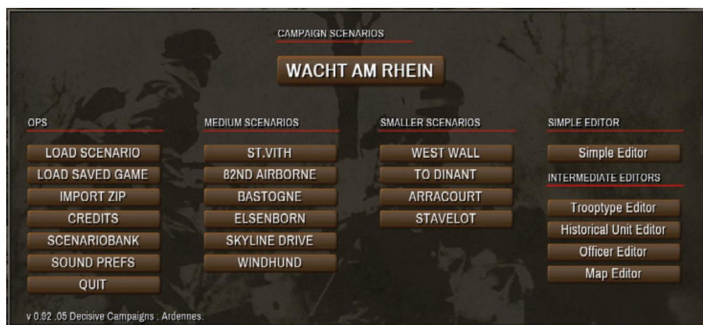 CAMPAIGN SCENARIOS
WACHT AM RHEIN
OPS
LOAD SCENARIO
LOAD SAVED GAME
IMPORT ZIP
CREDITS
SCENARIOBANK
SOUND PREFS
QUIT
MEDIUM SCENARIOS
ST.VITH
82ND AIRBORNE
BASTOGNE
ELSENBORN
SKYLINE DRIVE
WINDHUND
SMALLER SCENARIOS
WEST WALL
TO DINANT
ARRACOURT
STAVELOT
SIMPLE EDITOR
Simple Editor
INTERMEDIATE EDITORS
Trooptype Editor
Historical Unit Editor
Officer Editor
Map Editor
v 0.92 .05 Decisive Campaigns : Ardennes.